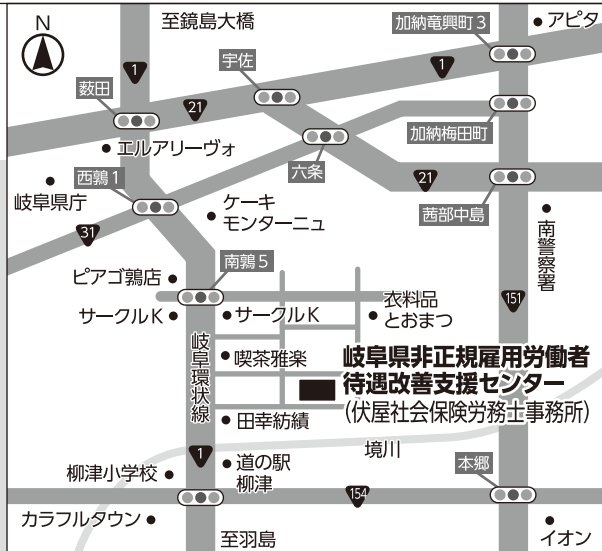 N
至鏡島大橋
加納竜興町3
アピタ
宇佐
1
1
薮田
21
エルアリーヴォ
加納梅田町
西鶉1
六条
21
岐阜県庁
ケーキ
モンターニュ
茜部中島
31
南警察署
南鶉5
ピアゴ鶉店
サークルK
サークルK
衣料品
とおまつ
151
岐阜環状線
喫茶雅楽
岐阜県非正規雇用労働者
待遇改善支援センター
(伏屋社会保険労務士事務所)
田幸紡績
境川
1
道の駅
柳津
本郷
柳津小学校
154
カラフルタウン
至羽島
イオン